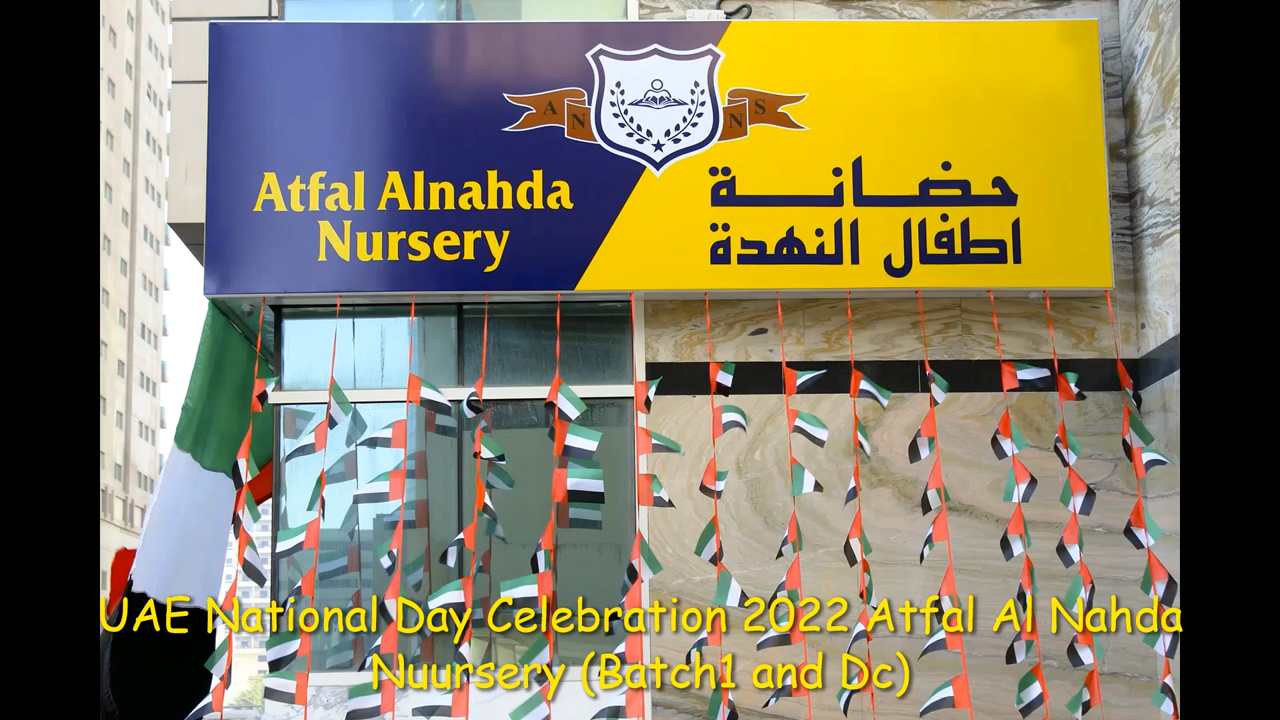 A N N S
Atfal Alnahda
Nursery
حضانة
اطفال النهدة
UAE National Day Celebration 2022 Atfal Al Nahda
Nuursery (Batch1 and Dc)